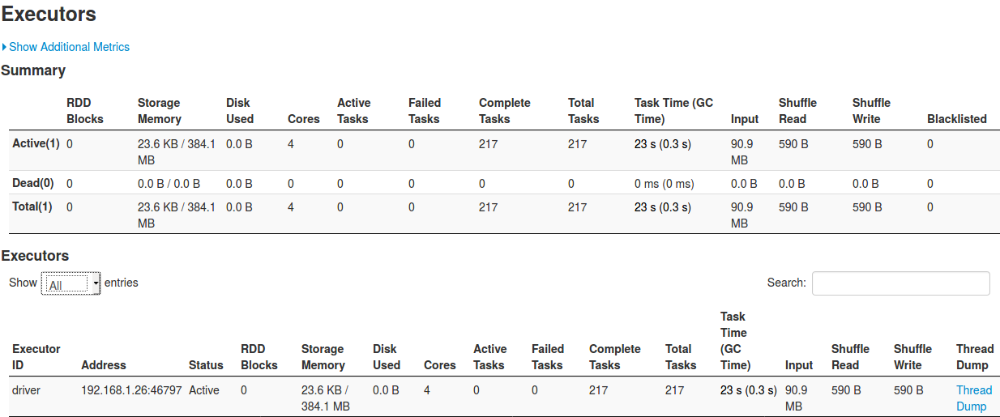 Executors
Show Additional Metrics
Summary
RDD Blocks Storage Memory Disk Used Cores Active Tasks Failed Tasks Complete Tasks Total Tasks Task Time (GC Time) Input Shuffle Read Shuffle Write Blacklisted
Active(1) 0 23.6 KB / 384.1 MB 0.0 B 4 0 0 217 217 23 s (0.3 s) 90.9 MB 590 B 590 B 0
Dead(0) 0 0.0 B / 0.0 B 0.0 B 0 0 0 0 0 0 ms (0 ms) 0.0 B 0.0 B 0.0 B 0
Total(1) 0 23.6 KB / 384.1 MB 0.0 B 4 0 0 217 217 23 s (0.3 s) 90.9 MB 590 B 590 B 0
Executors
Show All entries Search:
Executor ID Address Status RDD Blocks Storage Memory Disk Used Cores Active Tasks Failed Tasks Complete Tasks Total Tasks Task Time (GC Time) Input Shuffle Read Shuffle Write Thread Dump
driver 192.168.1.26:46797 Active 0 23.6 KB / 384.1 MB 0.0 B 4 0 0 217 217 23 s (0.3 s) 90.9 MB 590 B 590 B Thread Dump